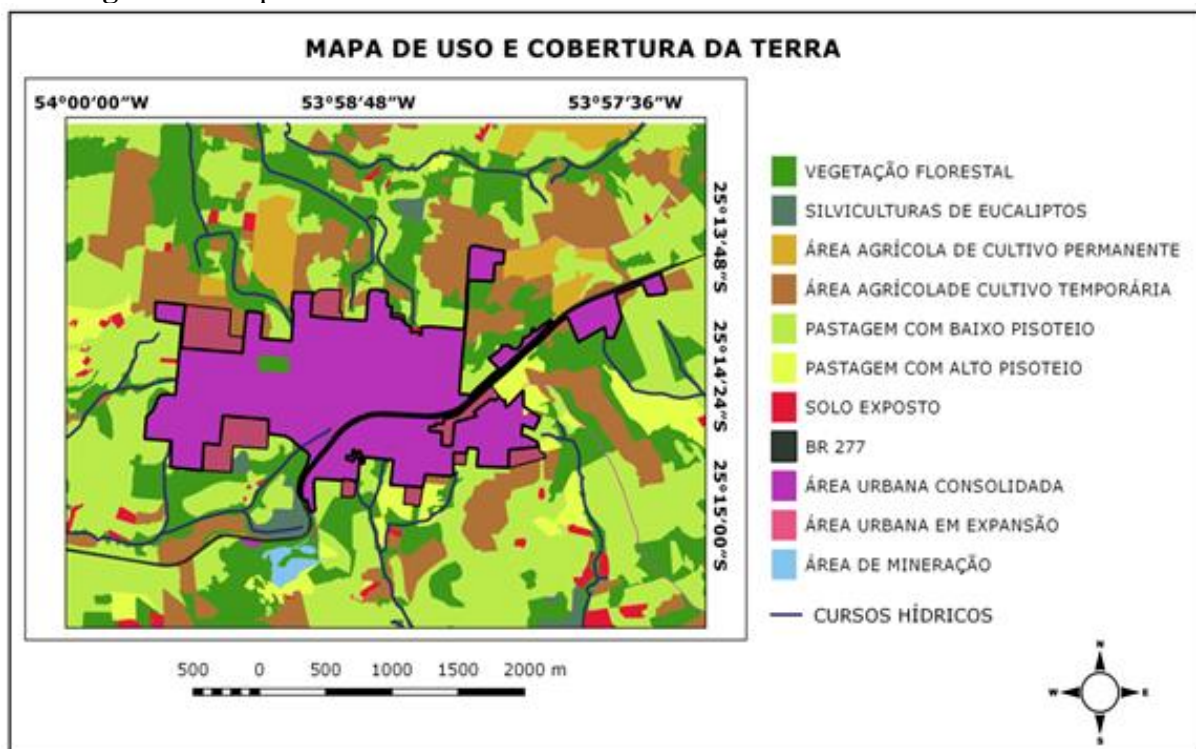 MAPA DE USO E COBERTURA DA TERRA
54°00'00"W 53°58'48"W 53°57'36"W
25°13'48"S
25°14'24"S
25°15'00"S
VEGETAÇÃO FLORESTAL
SILVICULTURAS DE EUCALIPTOS
ÁREA AGRÍCOLA DE CULTIVO PERMANENTE
ÁREA AGRÍCOLADE CULTIVO TEMPORÁRIA
PASTAGEM COM BAIXO PISOTEIO
PASTAGEM COM ALTO PISOTEIO
SOLO EXPOSTO
BR 277
ÁREA URBANA CONSOLIDADA
ÁREA URBANA EM EXPANSÃO
ÁREA DE MINERAÇÃO
CURSOS HÍDRICOS
500 0 500 1000 1500 2000 m
N
W E
S